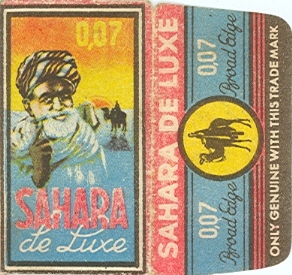 0,07
SAHARA
de Luxe
SAHARA DE LUXE
0,07
Broad Edge
0,07
Broad Edge
ONLY GENUINE WITH THIS TRADE MARK